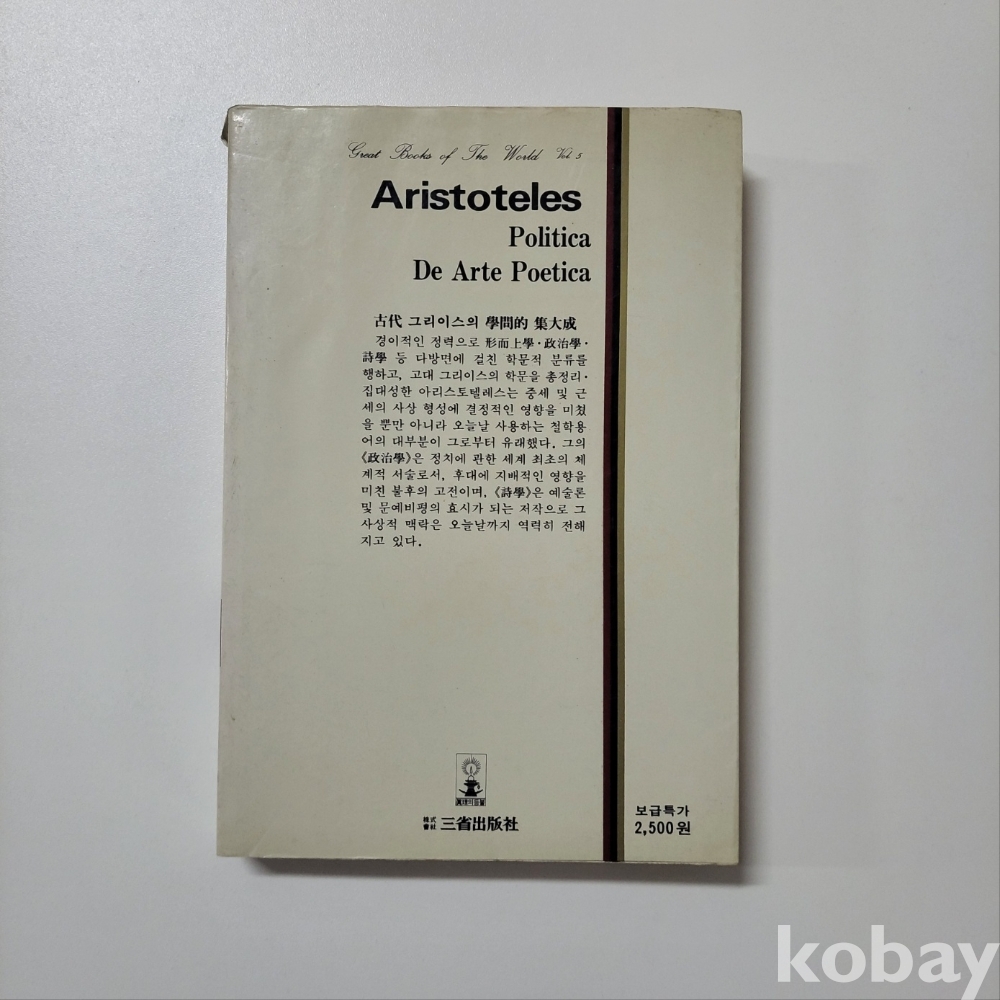 Great Books of The World Vol 5
Aristoteles
Politica
De Arte Poetica
古代 그리이스의 學問的 集大成
경이적인 정력으로 形而上學·政治學·
詩學 등 다방면에 걸친 학문적 분류를
행하고, 고대 그리이스의 학문을 총정리·
집대성한 아리스토텔레스는 중세 및 근
세의 사상 형성에 결정적인 영향을 미쳤
을 뿐만 아니라 오늘날 사용하는 철학용
어의 대부분이 그로부터 유래했다. 그의
《政治學》은 정치에 관한 세계 최초의 체
계적 서술로서, 후대에 지배적인 영향을
미친 불후의 고전이며, 《詩學》은 예술론
및 문예비평의 효시가 되는 저작으로 그
사상적 맥락은 오늘날까지 역력히 전해
지고 있다.
眞理의등불
株式會社 三省出版社
보급특가
2,500원
kobay